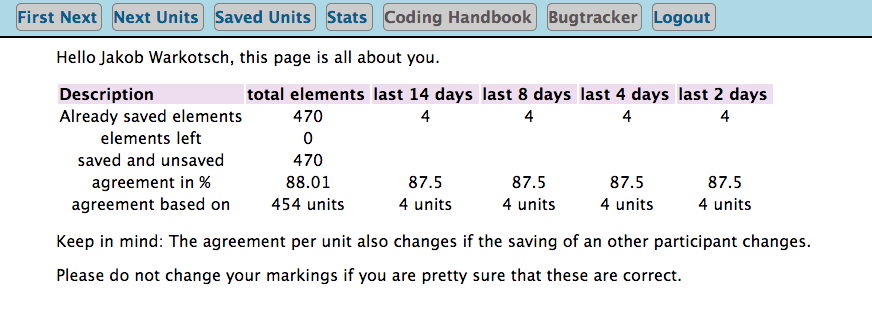 First Next Next Units Saved Units Stats Coding Handbook Bugtracker Logout
Hello Jakob Warkotsch, this page is all about you.
Description total elements last 14 days last 8 days last 4 days last 2 days
Already saved elements 470 4 4 4 4
elements left 0
saved and unsaved 470
agreement in % 88.01 87.5 87.5 87.5 87.5
agreement based on 454 units 4 units 4 units 4 units 4 units
Keep in mind: The agreement per unit also changes if the saving of an other participant changes.
Please do not change your markings if you are pretty sure that these are correct.